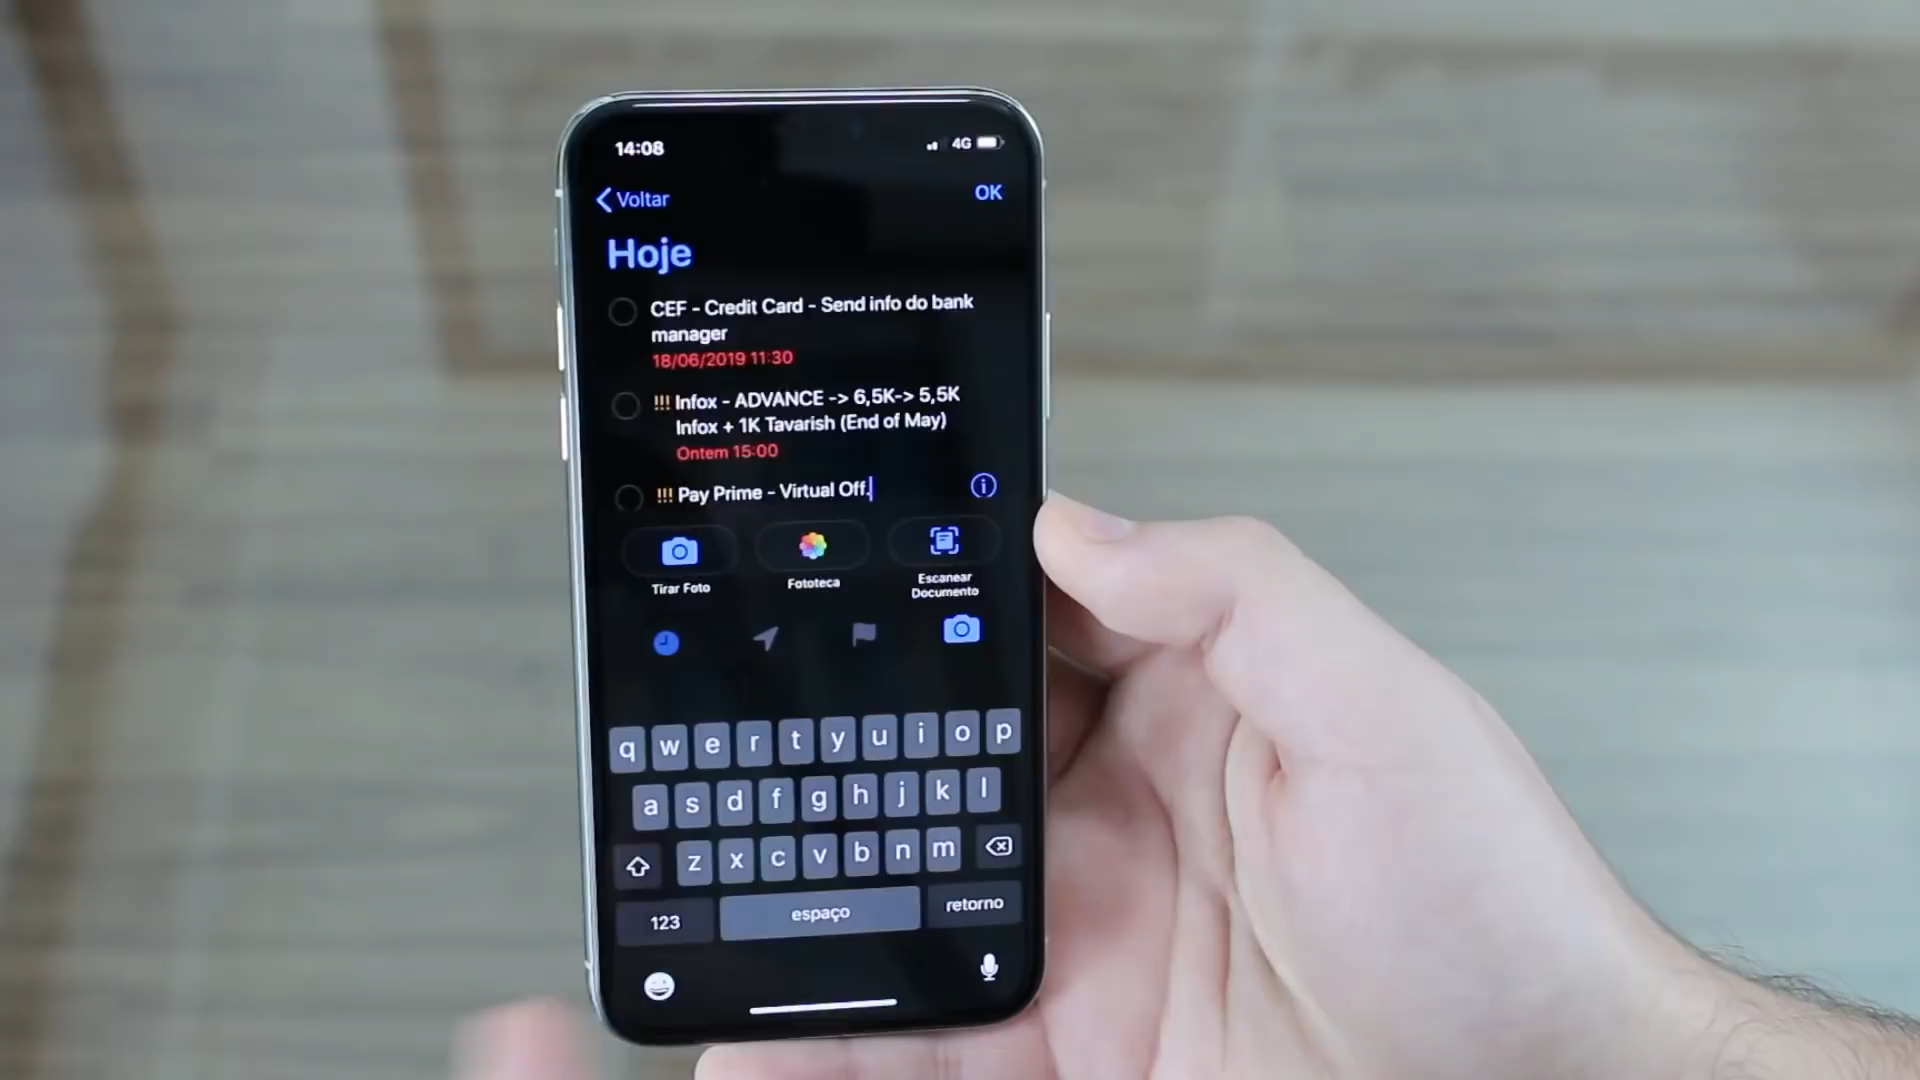 14:08
4G
Voltar
OK
Hoje
CEF - Credit Card - Send info do bank
manager
18/06/2019 11:30
!!! Infox - ADVANCE -> 6,5K-> 5,5K
Infox + 1K Tavarish (End of May)
Ontem 15:00
!!! Pay Prime - Virtual Off.
Tirar Foto
Fototeca
Escanear
Documento
q w e r t y u i o p
a s d f g h j k l
z x c v b n m
123
espaço
retorno